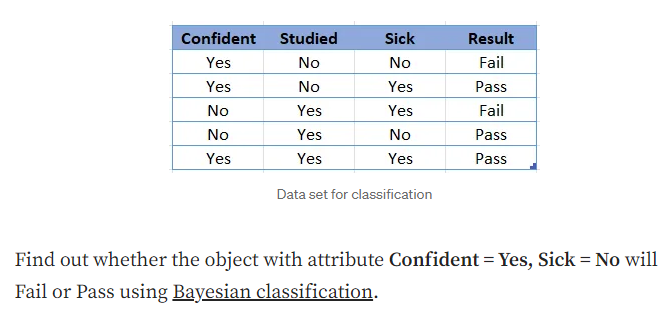 Confident Studied Sick Result
Yes No No Fail
Yes No Yes Pass
No Yes Yes Fail
No Yes No Pass
Yes Yes Yes Pass
Data set for classification
Find out whether the object with attribute Confident = Yes, Sick = No will
Fail or Pass using Bayesian classification.